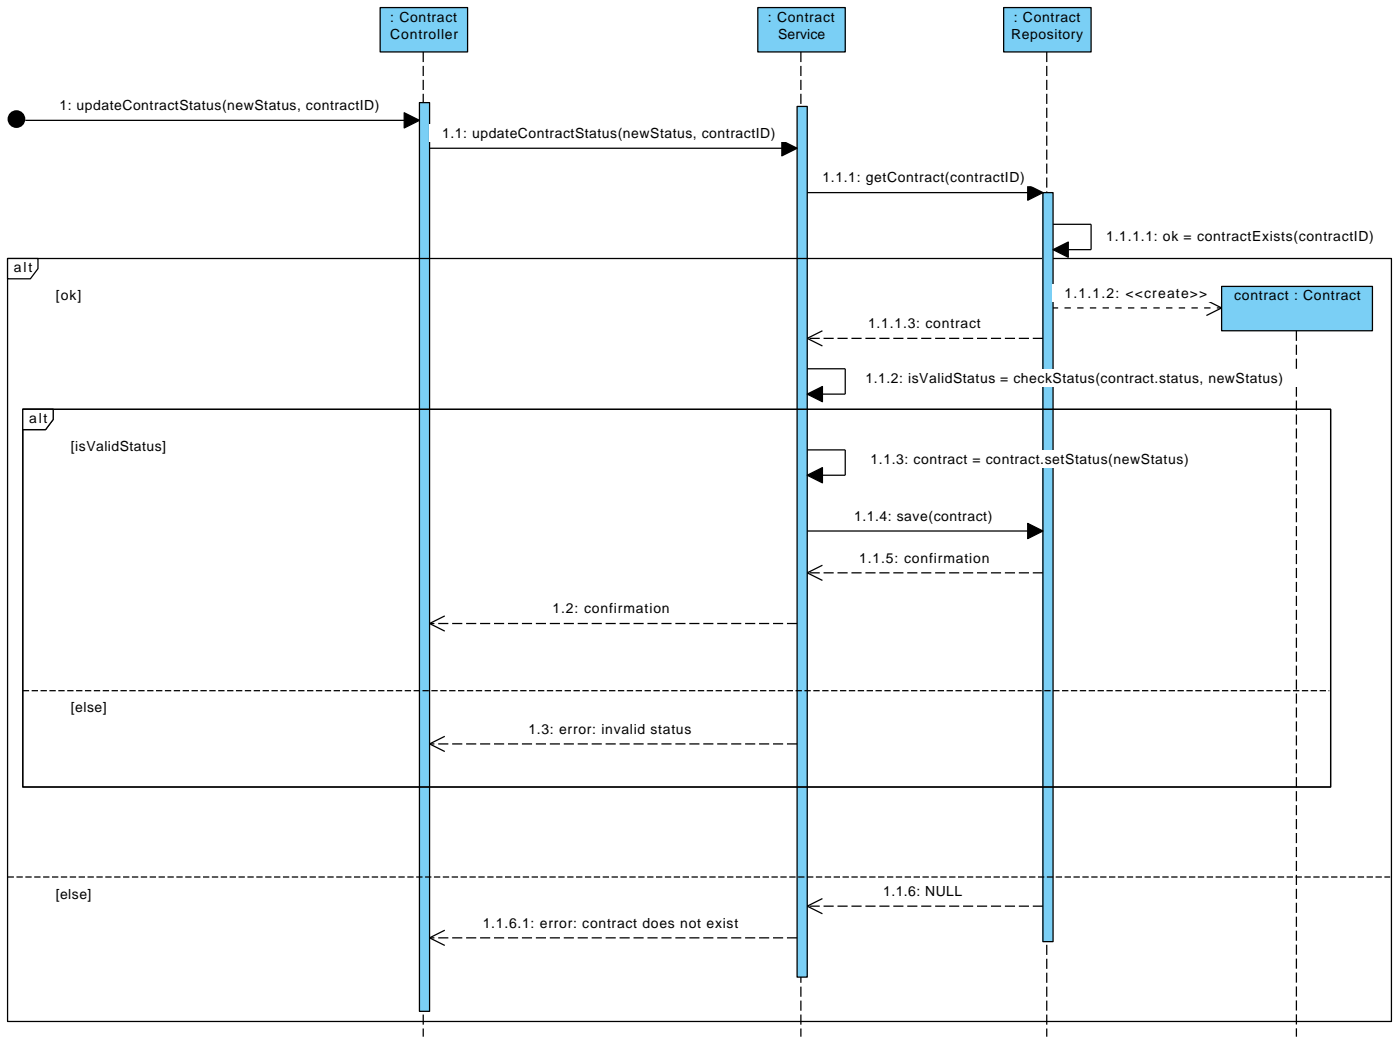 : Contract
Controller
: Contract
Service
: Contract
Repository
1: updateContractStatus(newStatus, contractID)
1.1: updateContractStatus(newStatus, contractID)
1.1.1: getContract(contractID)
1.1.1.1: ok = contractExists(contractID)
alt
[ok]
1.1.1.2: <<create>>
contract : Contract
1.1.1.3: contract
1.1.2: isValidStatus = checkStatus(contract.status, newStatus)
alt
[isValidStatus]
1.1.3: contract = contract.setStatus(newStatus)
1.1.4: save(contract)
1.1.5: confirmation
1.2: confirmation
[else]
1.3: error: invalid status
[else]
1.1.6: NULL
1.1.6.1: error: contract does not exist